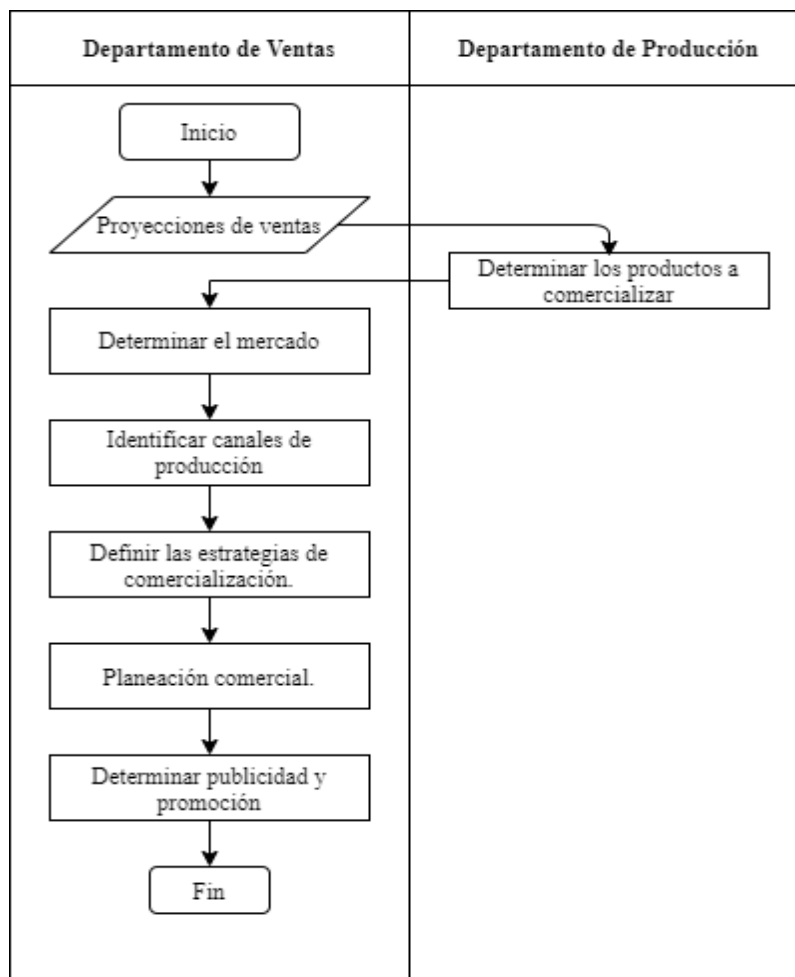 Departamento de Ventas
Departamento de Producción
Inicio
Proyecciones de ventas
Determinar los productos a
comercializar
Determinar el mercado
Identificar canales de
producción
Definir las estrategias de
comercialización.
Planeación comercial.
Determinar publicidad y
promoción
Fin